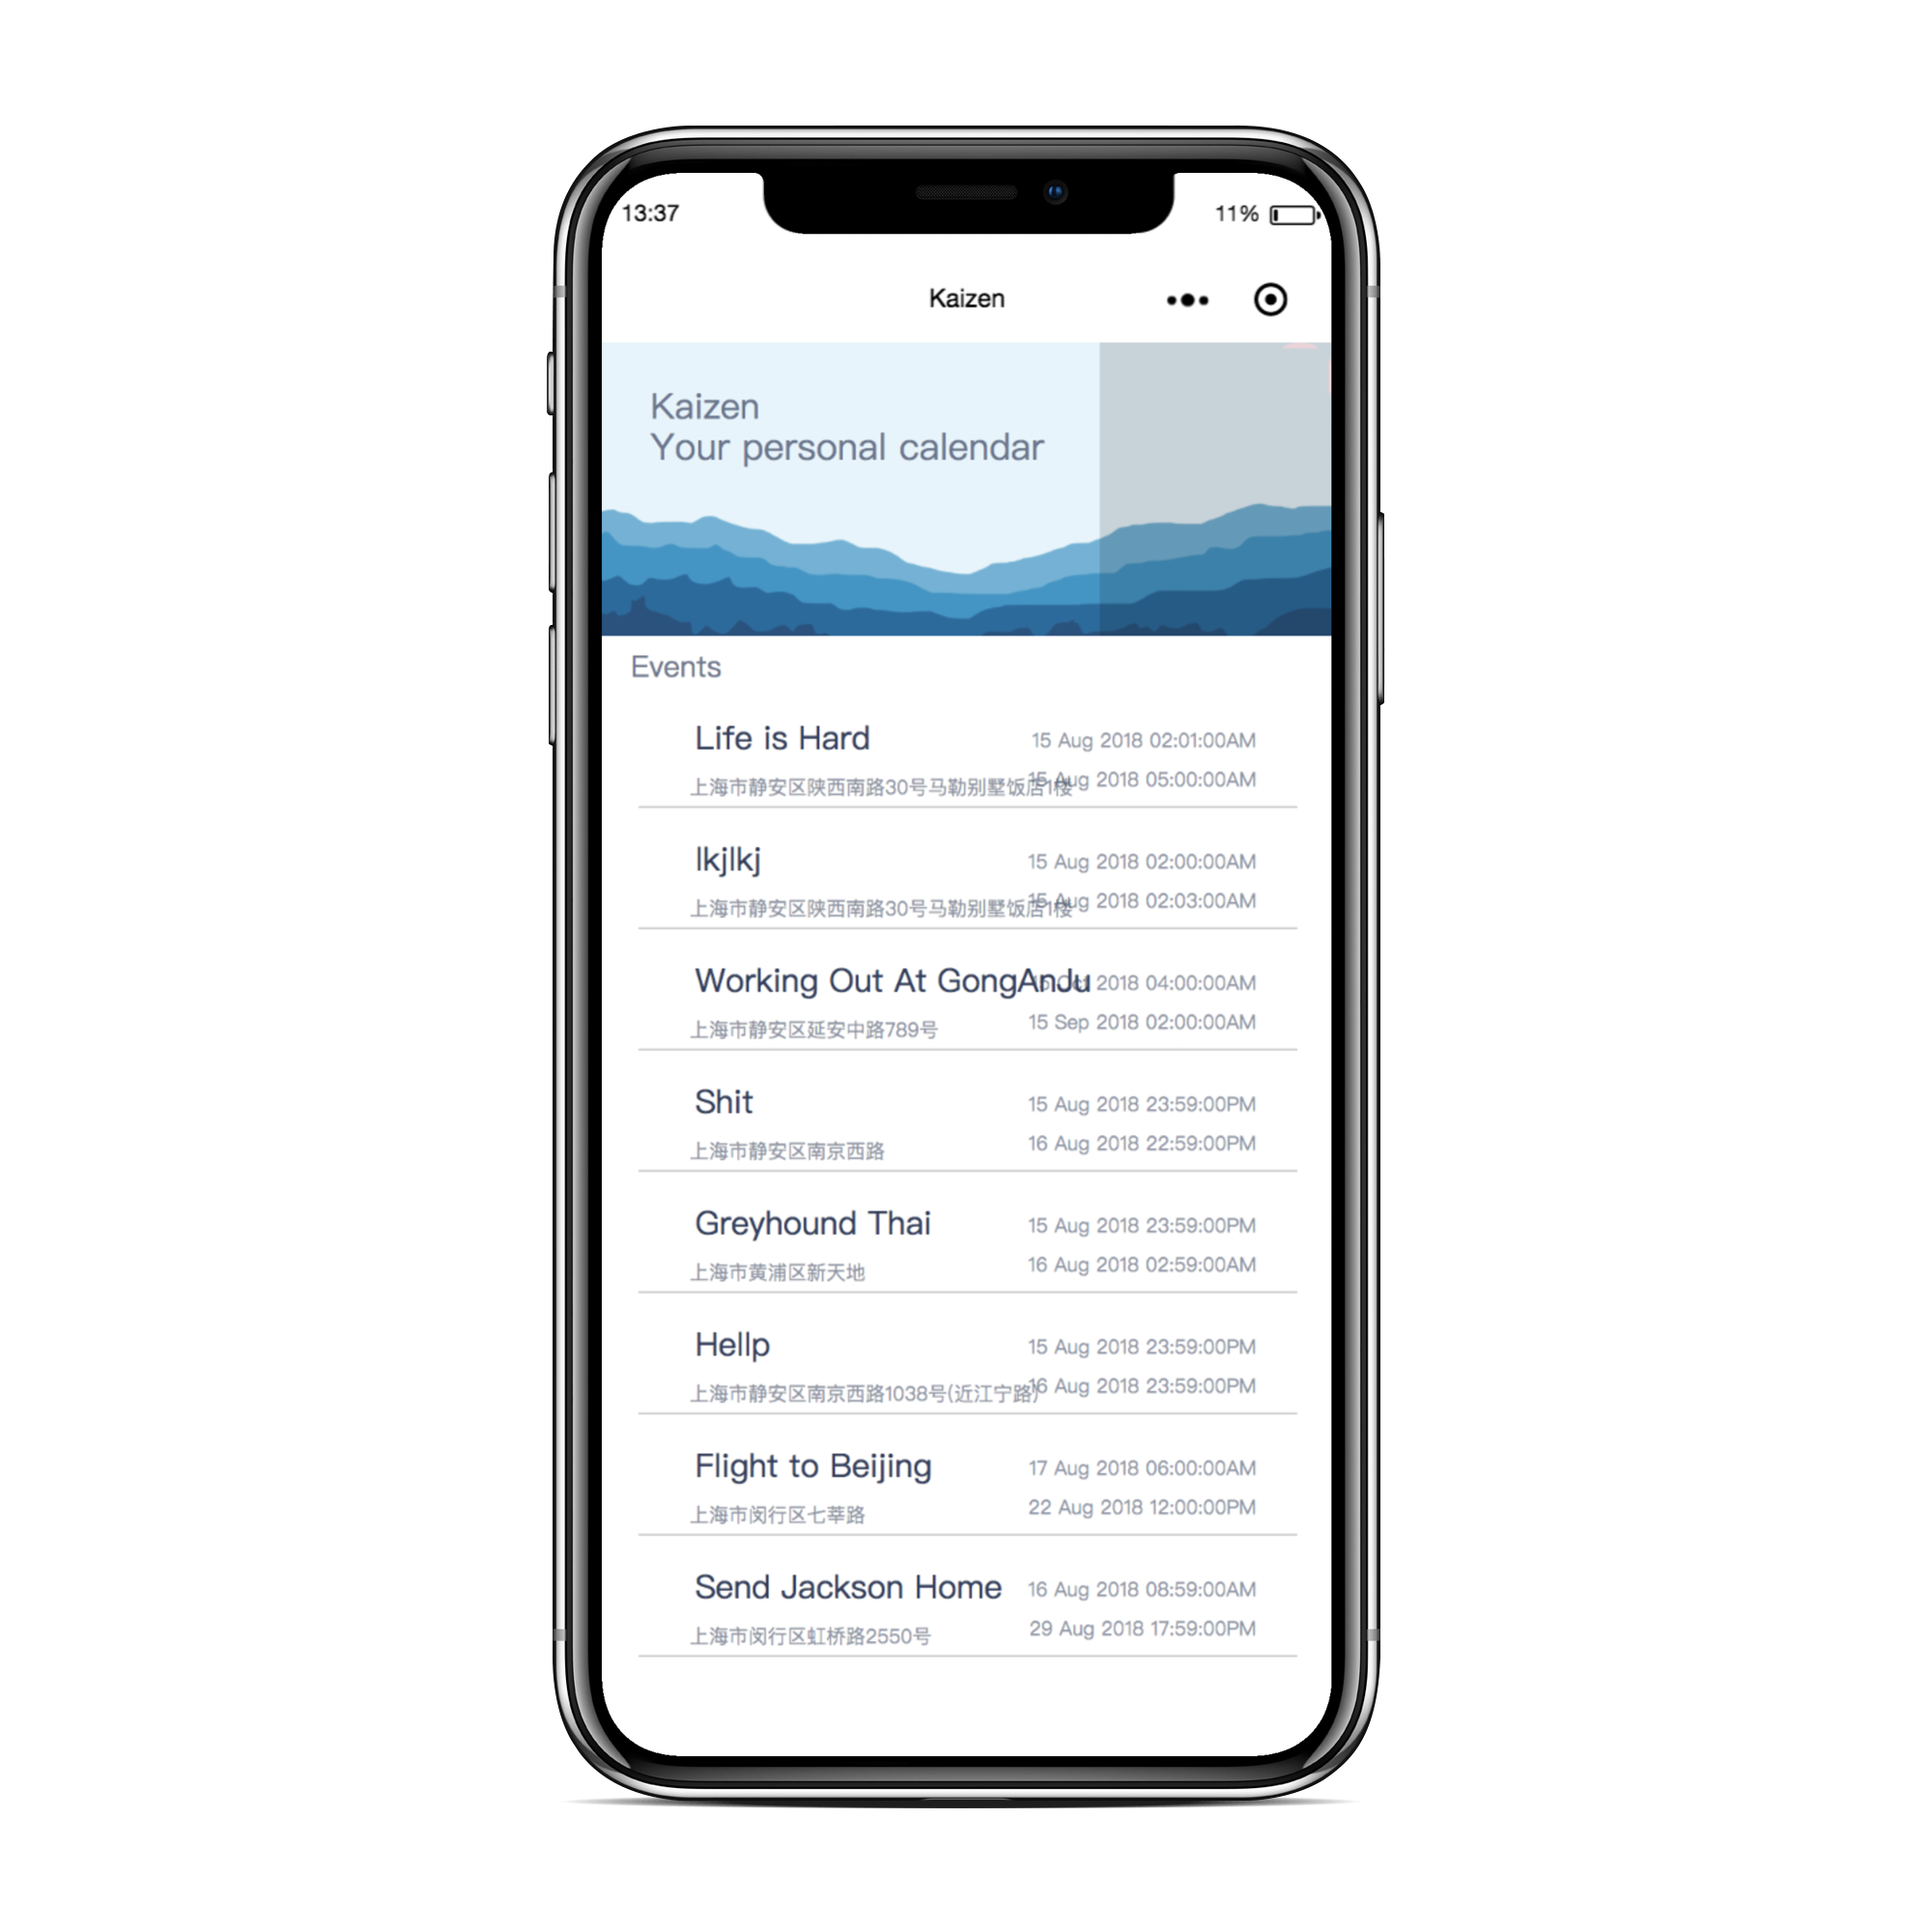 13:37
11%
Kaizen
Kaizen
Your personal calendar
Events
Life is Hard
15 Aug 2018 02:01:00AM
上海市静安区陕西南路30号马勒别墅饭店1楼
15 Aug 2018 05:00:00AM
lkjlkj
15 Aug 2018 02:00:00AM
上海市静安区陕西南路30号马勒别墅饭店1楼
15 Aug 2018 02:03:00AM
Working Out At GongAnJu
15 Oct 2018 04:00:00AM
上海市静安区延安中路789号
15 Sep 2018 02:00:00AM
Shit
15 Aug 2018 23:59:00PM
上海市静安区南京西路
16 Aug 2018 22:59:00PM
Greyhound Thai
15 Aug 2018 23:59:00PM
上海市黄浦区新天地
16 Aug 2018 02:59:00AM
Hellp
15 Aug 2018 23:59:00PM
上海市静安区南京西路1038号(近江宁路)
16 Aug 2018 23:59:00PM
Flight to Beijing
17 Aug 2018 06:00:00AM
上海市闵行区七莘路
22 Aug 2018 12:00:00PM
Send Jackson Home
16 Aug 2018 08:59:00AM
上海市闵行区虹桥路2550号
29 Aug 2018 17:59:00PM